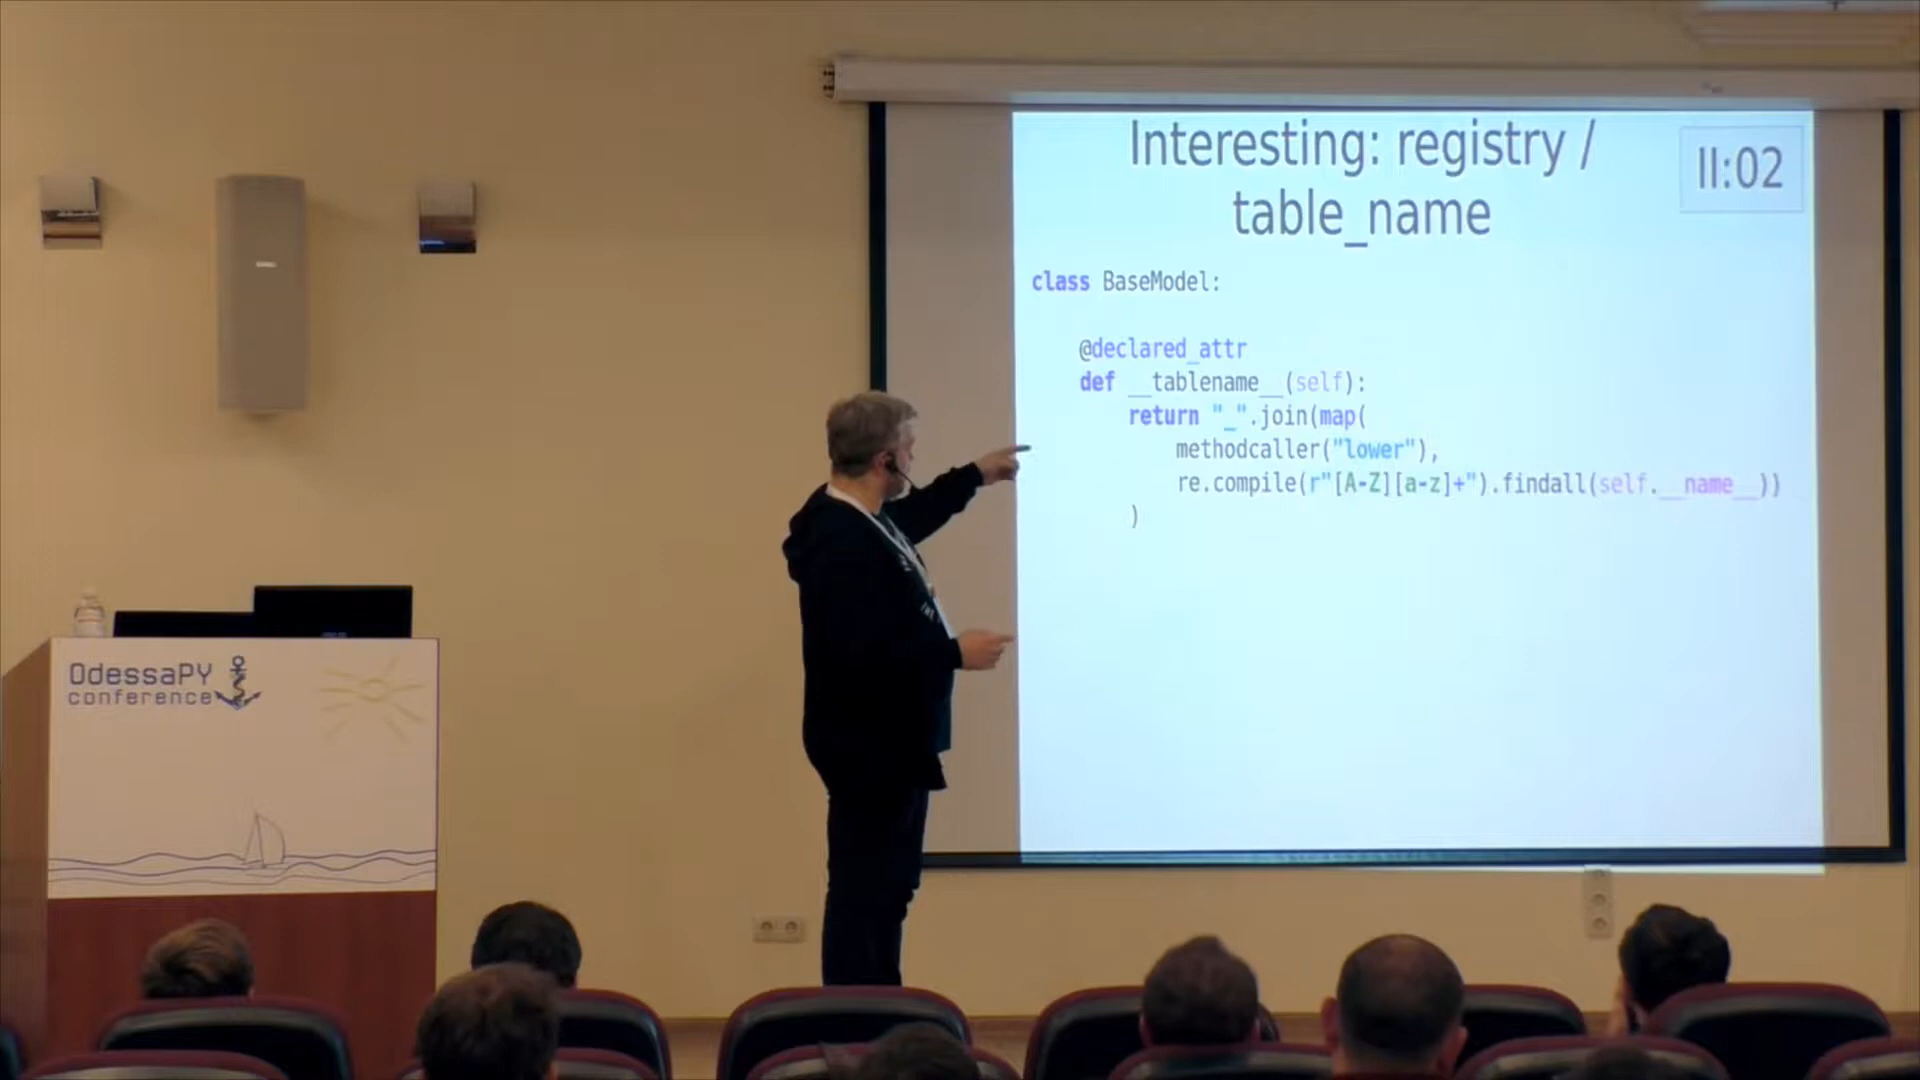 Interesting: registry /
table_name
II:02
class BaseModel:
@declared_attr
def __tablename__(self):
return "_".join(map(
methodcaller("lower"),
re.compile(r"[A-Z][a-z]+").findall(self.__name__))
)
OdessaPY
conference